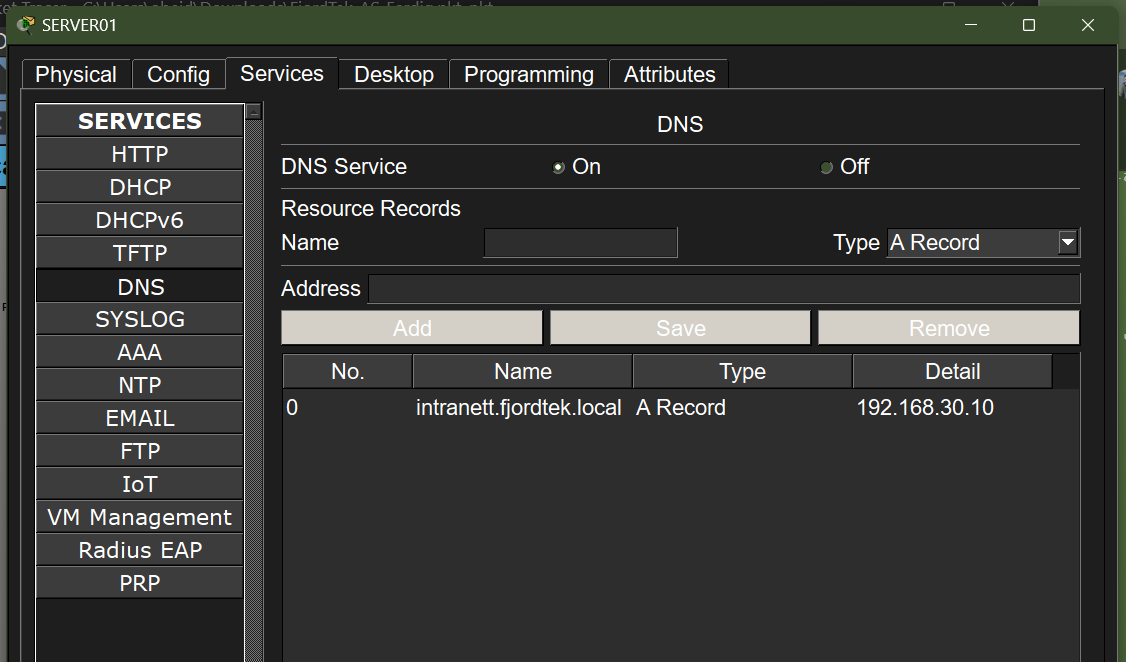 SERVER01
Physical Config Services Desktop Programming Attributes
SERVICES
HTTP
DHCP
DHCPv6
TFTP
DNS
SYSLOG
AAA
NTP
EMAIL
FTP
IoT
VM Management
Radius EAP
PRP
DNS
DNS Service On Off
Resource Records
Name Type A Record
Address
Add Save Remove
No. Name Type Detail
0 intranett.fjordtek.local A Record 192.168.30.10